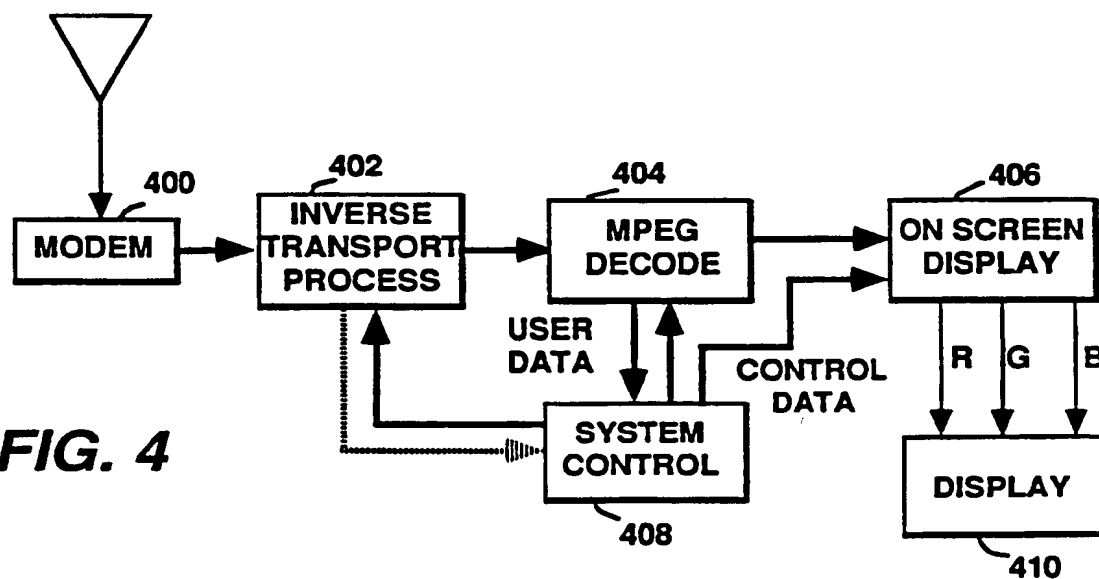 400
MODEM
402
INVERSE
TRANSPORT
PROCESS
404
MPEG
DECODE
406
ON SCREEN
DISPLAY
USER
DATA
CONTROL
DATA
R
G
B
SYSTEM
CONTROL
408
DISPLAY
410
FIG. 4